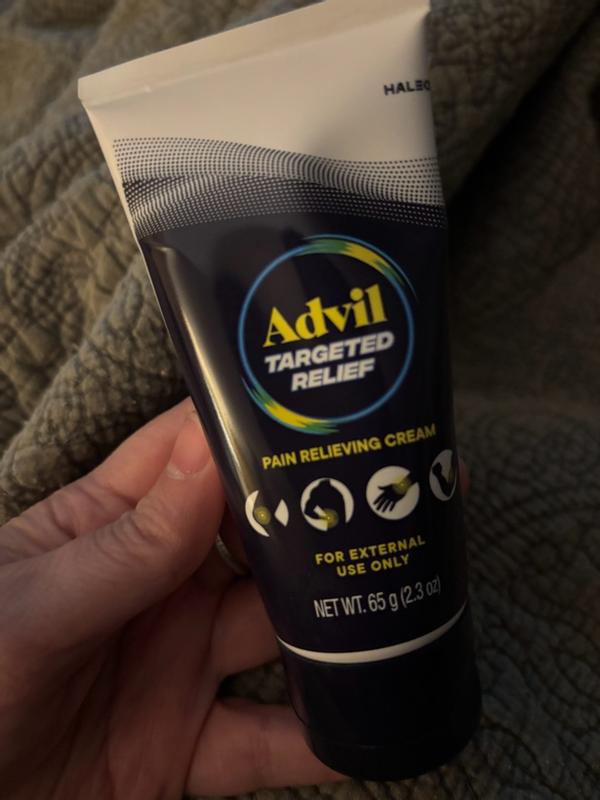 Advil
TARGETED
RELIEF
PAIN RELIEVING CREAM
FOR EXTERNAL
USE ONLY
NET WT. 65 g (2.3 oz)